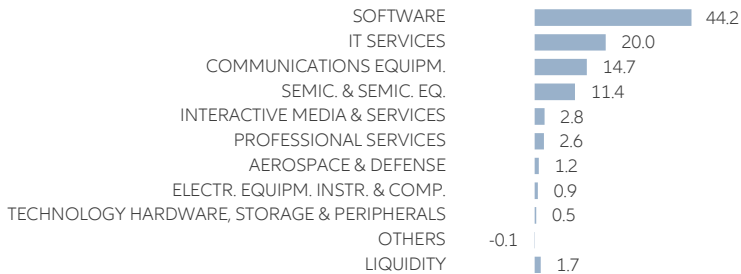 SOFTWARE 44.2
IT SERVICES 20.0
COMMUNICATIONS EQUIPM. 14.7
SEMIC. & SEMIC. EQ. 11.4
INTERACTIVE MEDIA & SERVICES 2.8
PROFESSIONAL SERVICES 2.6
AEROSPACE & DEFENSE 1.2
ELECTR. EQUIPM. INSTR. & COMP. 0.9
TECHNOLOGY HARDWARE, STORAGE & PERIPHERALS 0.5
OTHERS -0.1
LIQUIDITY 1.7